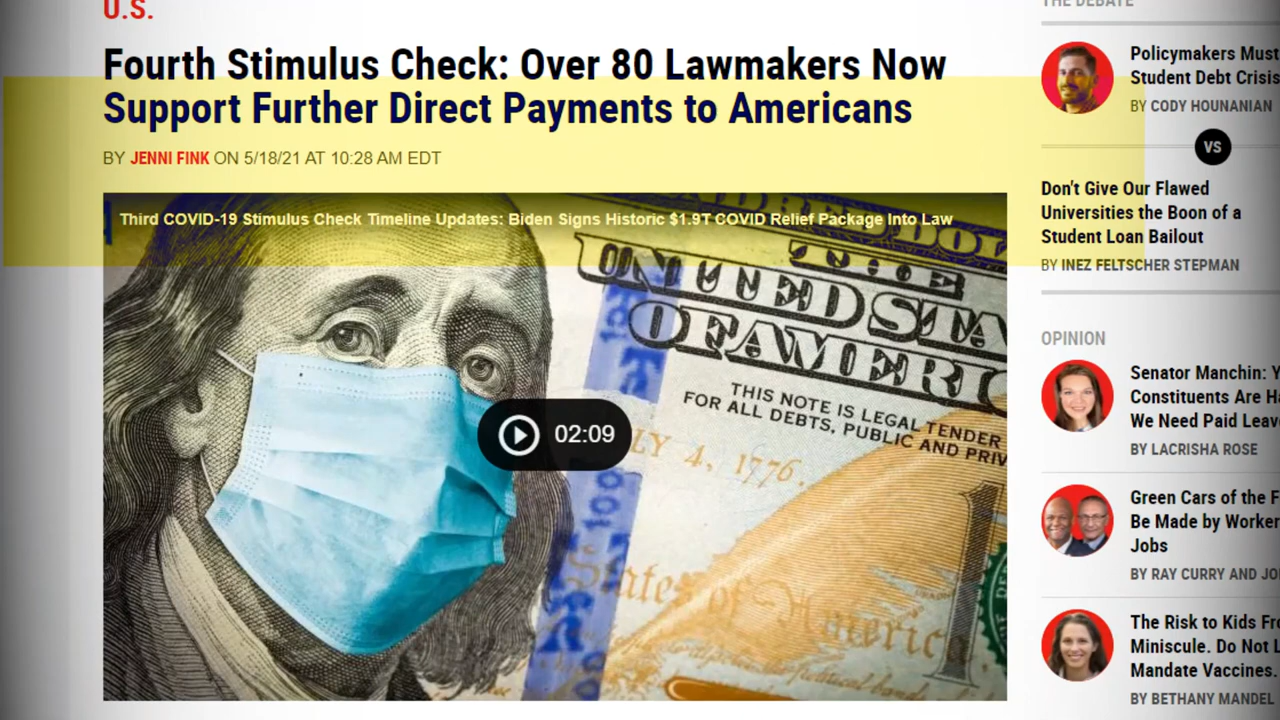 U.S.
Fourth Stimulus Check: Over 80 Lawmakers Now
Support Further Direct Payments to Americans
BY JENNI FINK ON 5/18/21 AT 10:28 AM EDT
Third COVID-19 Stimulus Check Timeline Updates: Biden Signs Historic $1.9T COVID Relief Package Into Law
THE
UNITED STA
OF AMERIC
THIS NOTE IS LEGAL TENDER
FOR ALL DEBTS, PUBLIC AND PRIV
LY 4, 1776.
02:09
States of America
THE DEBATE
Policymakers Must
Student Debt Crisis
BY CODY HOUNANIAN
VS
Don't Give Our Flawed
Universities the Boon of a
Student Loan Bailout
BY INEZ FELTSCHER STEPMAN
OPINION
Senator Manchin: Y
Constituents Are Ha
We Need Paid Leave
BY LACRISHA ROSE
Green Cars of the F
Be Made by Worker
Jobs
BY RAY CURRY AND JO
The Risk to Kids Fro
Miniscule. Do Not L
Mandate Vaccines.
BY BETHANY MANDEL